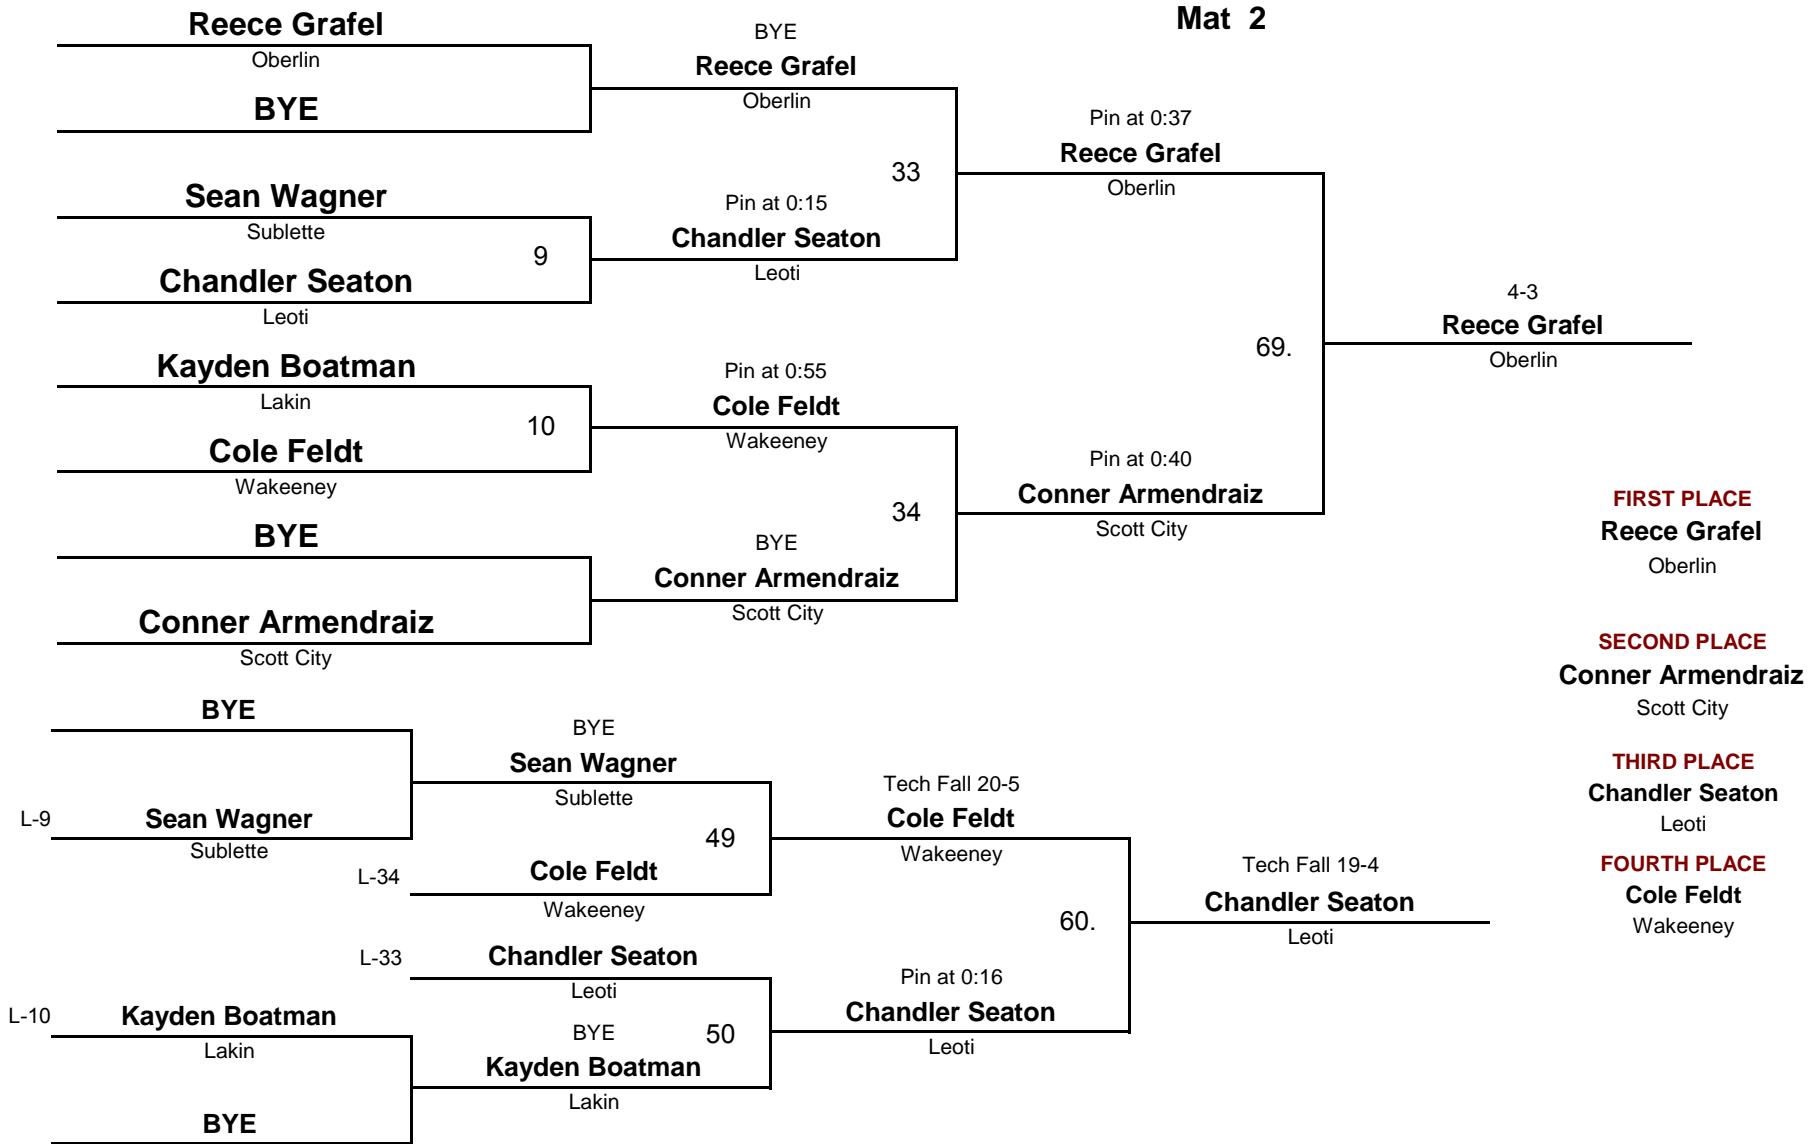 Mat 2
Reece Grafel
Oberlin
BYE
Sean Wagner
Sublette
9
Chandler Seaton
Leoti
Kayden Boatman
Lakin
10
Cole Feldt
Wakeeney
BYE
Conner Armendraiz
Scott City
BYE
Reece Grafel
Oberlin
33
Pin at 0:15
Chandler Seaton
Leoti
Pin at 0:55
Cole Feldt
Wakeeney
34
BYE
Conner Armendraiz
Scott City
Pin at 0:37
Reece Grafel
Oberlin
69.
Pin at 0:40
Conner Armendraiz
Scott City
4-3
Reece Grafel
Oberlin
FIRST PLACE
Reece Grafel
Oberlin
SECOND PLACE
Conner Armendraiz
Scott City
THIRD PLACE
Chandler Seaton
Leoti
FOURTH PLACE
Cole Feldt
Wakeeney
BYE
L-9
Sean Wagner
Sublette
L-10
Kayden Boatman
Lakin
BYE
BYE
Sean Wagner
Sublette
49
L-34
Cole Feldt
Wakeeney
L-33
Chandler Seaton
Leoti
50
BYE
Kayden Boatman
Lakin
Tech Fall 20-5
Cole Feldt
Wakeeney
60.
Pin at 0:16
Chandler Seaton
Leoti
Tech Fall 19-4
Chandler Seaton
Leoti